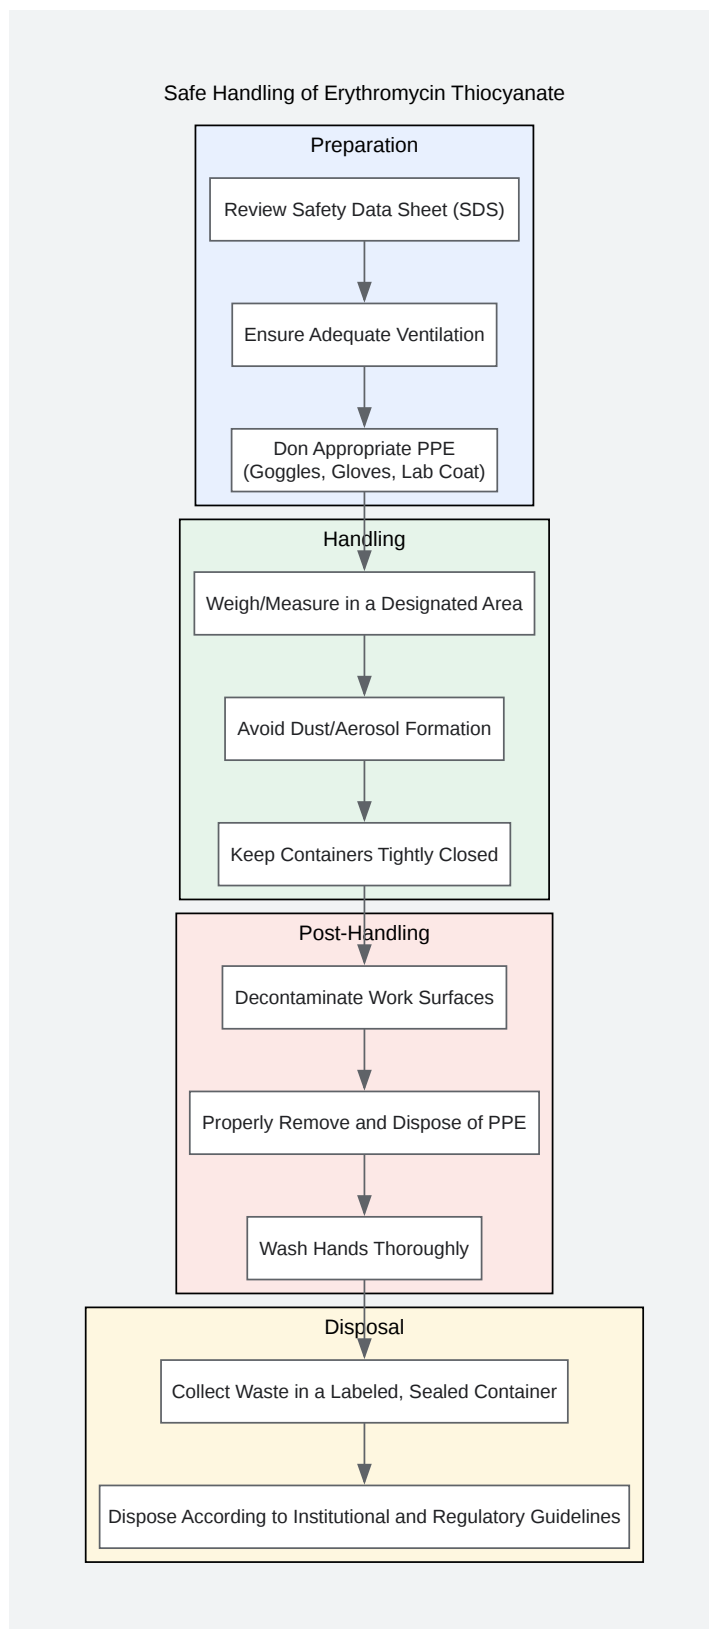 Safe Handling of Erythromycin Thiocyanate
Preparation
Review Safety Data Sheet (SDS)
Ensure Adequate Ventilation
Don Appropriate PPE
(Goggles, Gloves, Lab Coat)
Handling
Weigh/Measure in a Designated Area
Avoid Dust/Aerosol Formation
Keep Containers Tightly Closed
Post-Handling
Decontaminate Work Surfaces
Properly Remove and Dispose of PPE
Wash Hands Thoroughly
Disposal
Collect Waste in a Labeled, Sealed Container
Dispose According to Institutional and Regulatory Guidelines